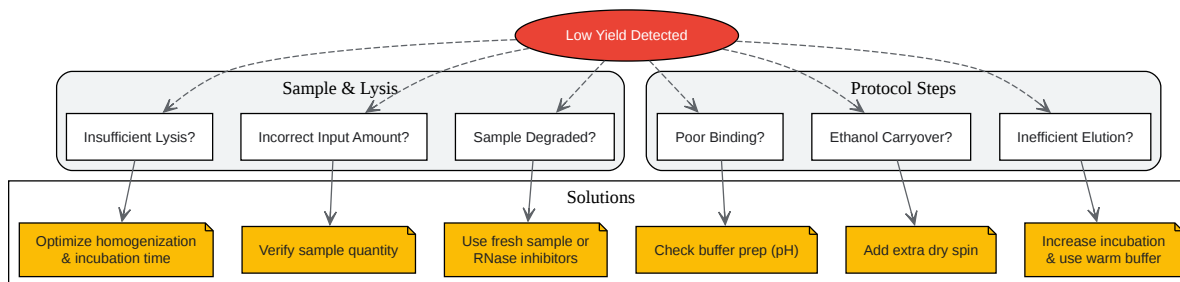 Low Yield Detected
Sample & Lysis
Protocol Steps
Insufficient Lysis?
Incorrect Input Amount?
Sample Degraded?
Poor Binding?
Ethanol Carryover?
Inefficient Elution?
Solutions
Optimize homogenization
& incubation time
Verify sample quantity
Use fresh sample or
RNase inhibitors
Check buffer prep (pH)
Add extra dry spin
Increase incubation
& use warm buffer